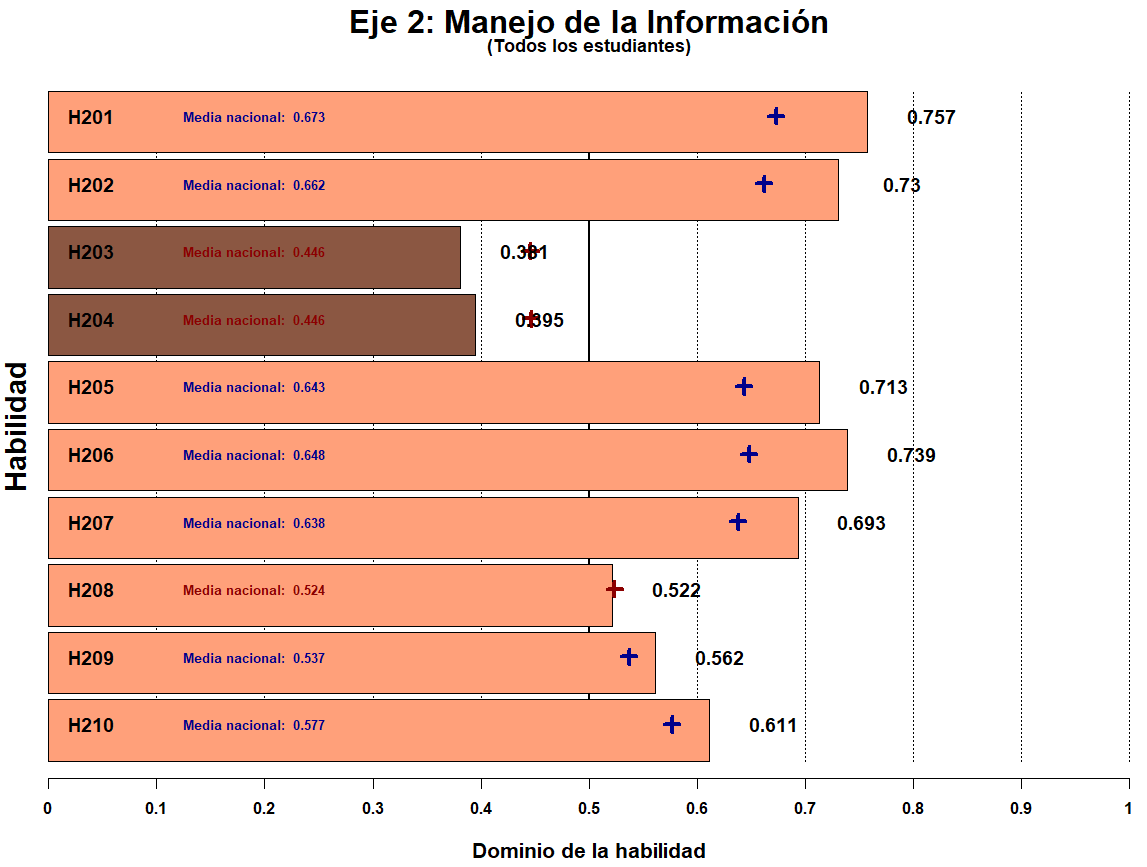 Eje 2: Manejo de la Información
(Todos los estudiantes)
H201 Media nacional: 0.673 0.757
H202 Media nacional: 0.662 0.73
H203 Media nacional: 0.446 0.381
H204 Media nacional: 0.446 0.395
H205 Media nacional: 0.643 0.713
H206 Media nacional: 0.648 0.739
H207 Media nacional: 0.638 0.693
H208 Media nacional: 0.524 0.522
H209 Media nacional: 0.537 0.562
H210 Media nacional: 0.577 0.611
Habilidad
0 0.1 0.2 0.3 0.4 0.5 0.6 0.7 0.8 0.9 1
Dominio de la habilidad